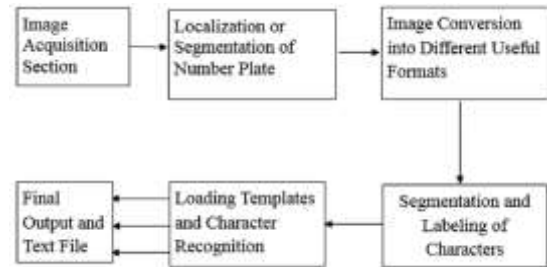 Image
Acquisition
Section
Localization or
Segmentation of
Number Plate
Image Conversion
into Different Useful
Formats
Segmentation and
Labeling of
Characters
Loading Templates
and Character
Recognition
Final
Output and
Text File